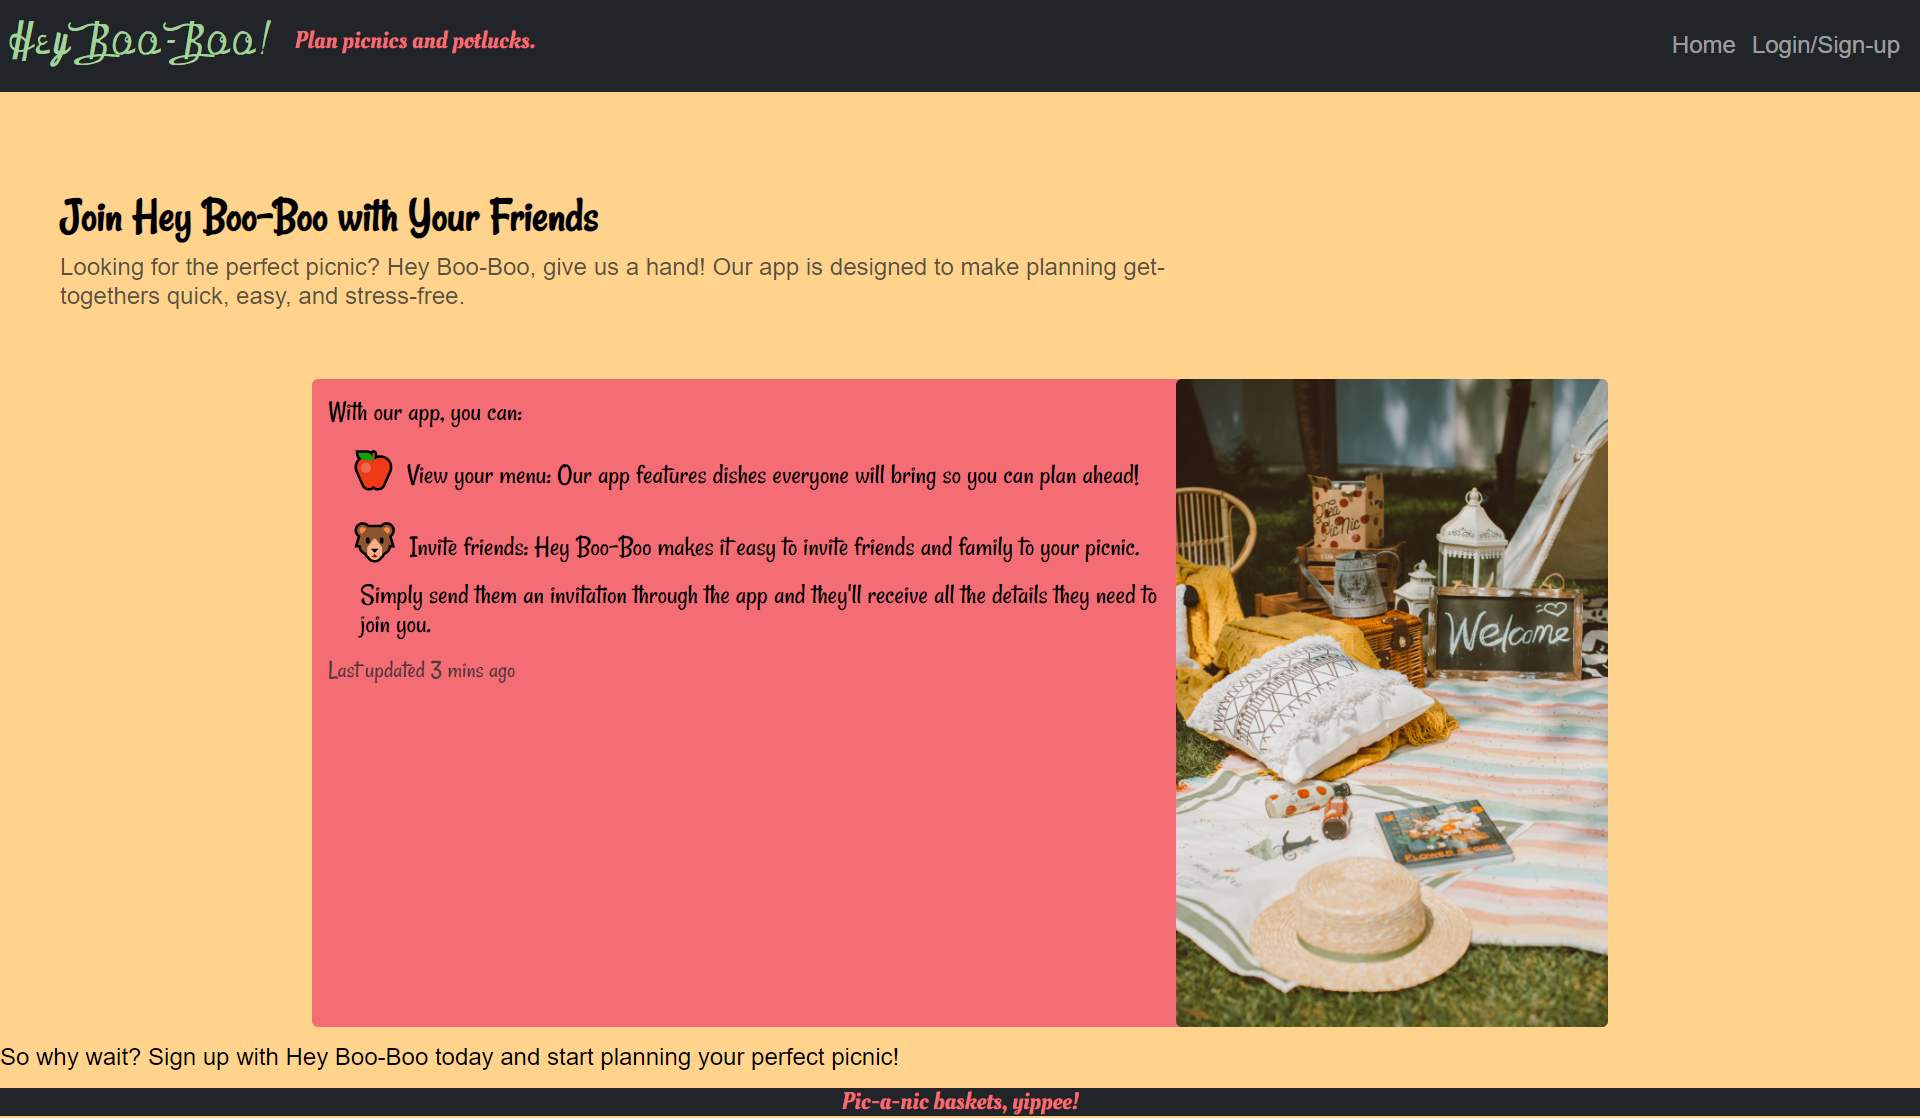 Hey Boo-Boo!
Plan picnics and potlucks.
Home Login/Sign-up
Join Hey Boo-Boo with Your Friends
Looking for the perfect picnic? Hey Boo-Boo, give us a hand! Our app is designed to make planning get-
togethers quick, easy, and stress-free.
With our app, you can:
View your menu: Our app features dishes everyone will bring so you can plan ahead!
Invite friends: Hey Boo-Boo makes it easy to invite friends and family to your picnic.
Simply send them an invitation through the app and they'll receive all the details they need to
join you.
Last updated 3 mins ago
PicNic
Welcome
FLOWER
So why wait? Sign up with Hey Boo-Boo today and start planning your perfect picnic!
Pic-a-nic baskets, yippee!